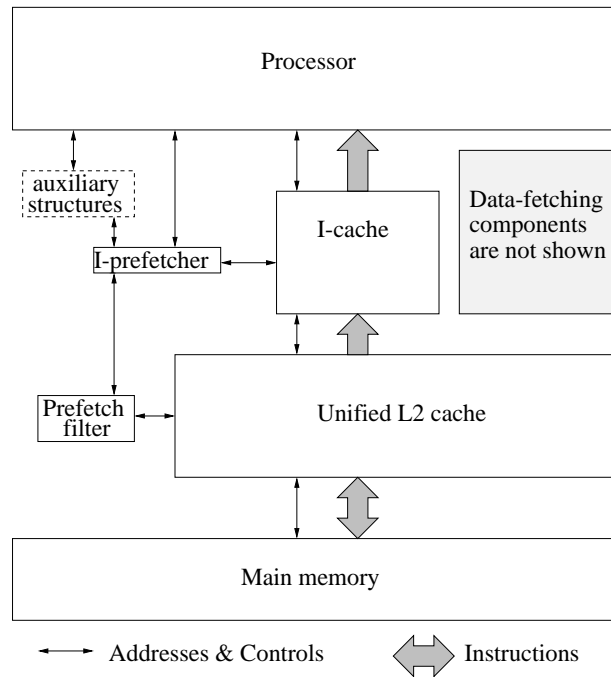 Processor
auxiliary
structures
I-cache
Data-fetching
components
are not shown
I-prefetcher
Prefetch
filter
Unified L2 cache
Main memory
Addresses & Controls
Instructions